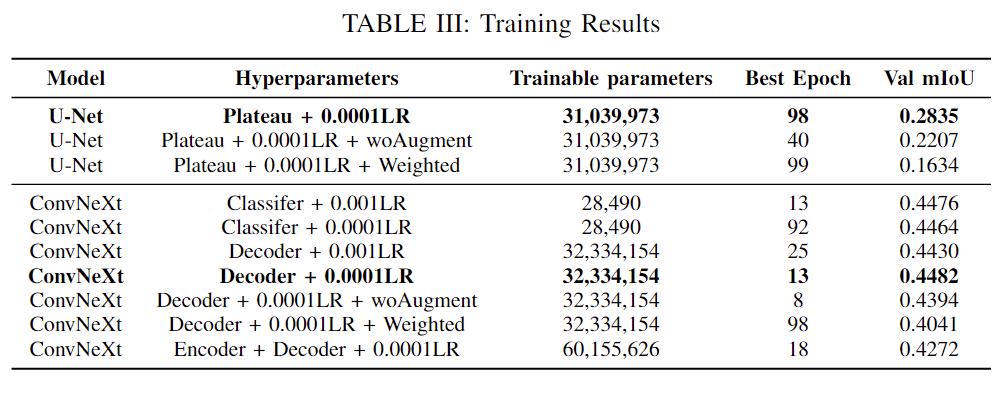 TABLE III: Training Results
Model Hyperparameters Trainable parameters Best Epoch Val mIoU
U-Net Plateau + 0.0001LR 31,039,973 98 0.2835
U-Net Plateau + 0.0001LR + woAugment 31,039,973 40 0.2207
U-Net Plateau + 0.0001LR + Weighted 31,039,973 99 0.1634
ConvNeXt Classifer + 0.001LR 28,490 13 0.4476
ConvNeXt Classifer + 0.0001LR 28,490 92 0.4464
ConvNeXt Decoder + 0.001LR 32,334,154 25 0.4430
ConvNeXt Decoder + 0.0001LR 32,334,154 13 0.4482
ConvNeXt Decoder + 0.0001LR + woAugment 32,334,154 8 0.4394
ConvNeXt Decoder + 0.0001LR + Weighted 32,334,154 98 0.4041
ConvNeXt Encoder + Decoder + 0.0001LR 60,155,626 18 0.4272